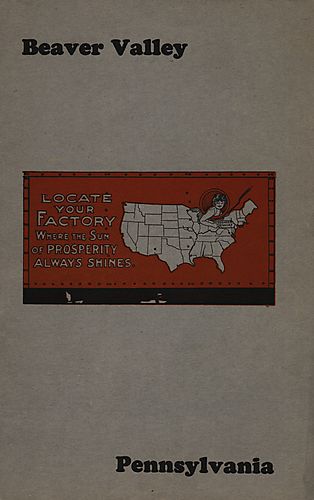 Beaver Valley
LOCATE
YOUR
FACTORY
WHERE THE SUN
OF PROSPERITY
ALWAYS SHINES.
Pennsylvania